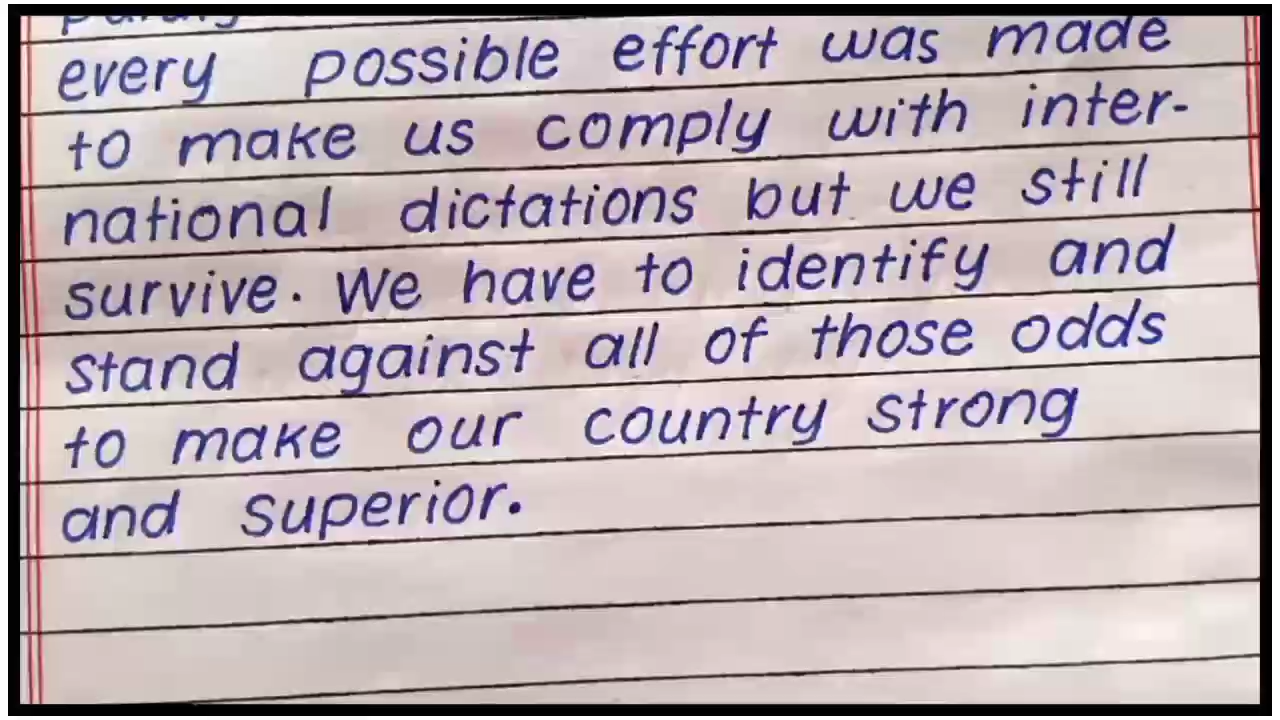 every possible effort was made
to make us comply with inter-
national dictations but we still
survive. We have to identify and
stand against all of those odds
to make our country strong
and superior.